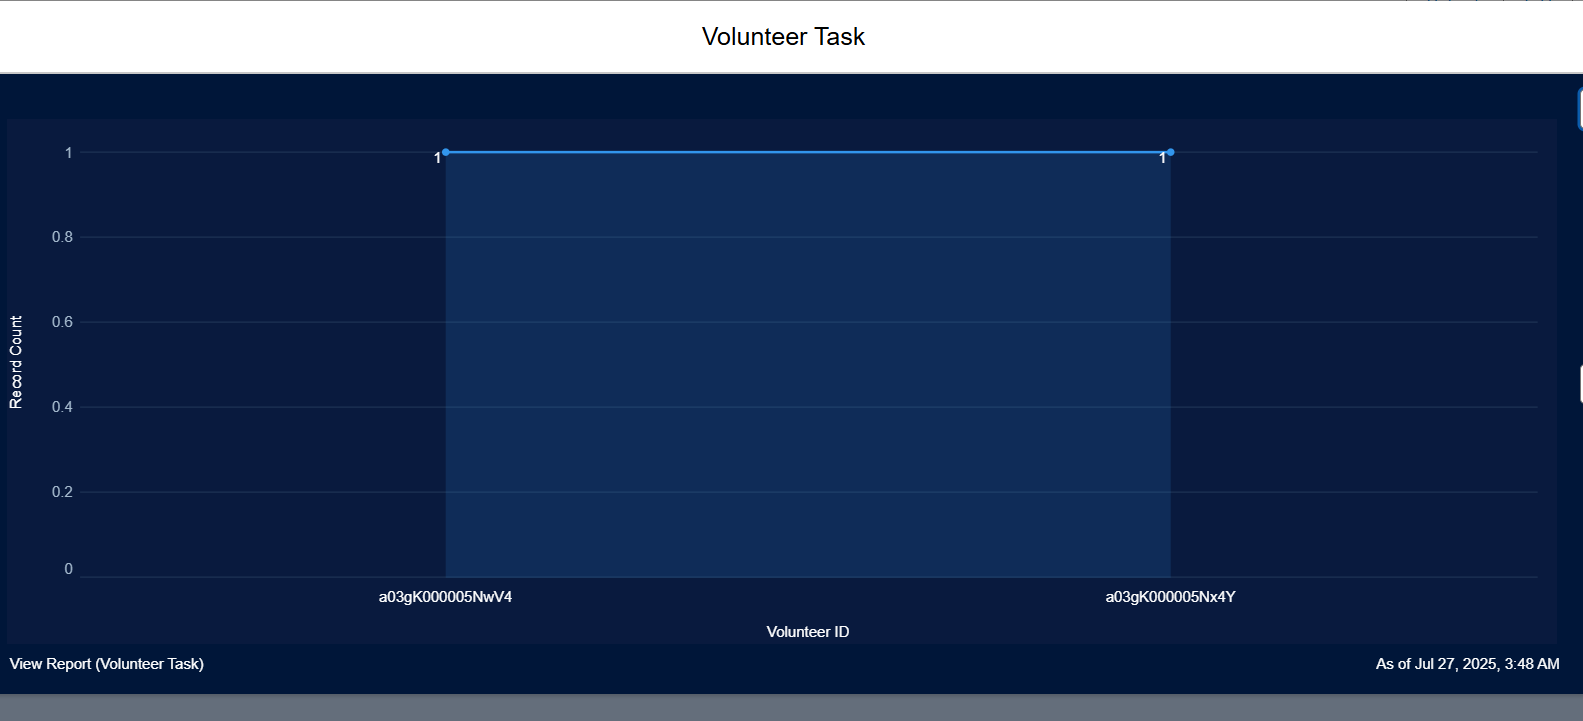 Volunteer Task
1
0.8
0.6
0.4
0.2
0
Record Count
1
1
a03gK000005NwV4
a03gK000005Nx4Y
Volunteer ID
View Report (Volunteer Task)
As of Jul 27, 2025, 3:48 AM